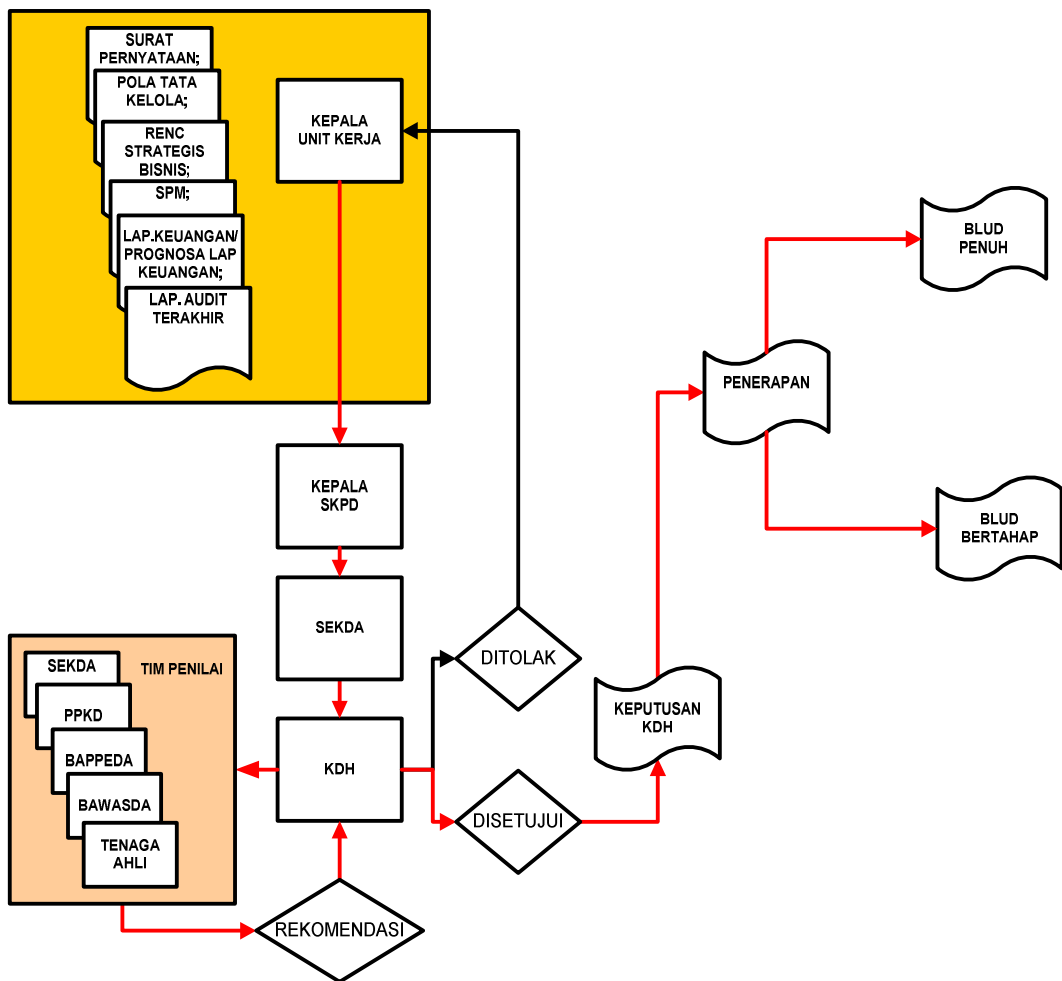 SURAT
PERNYATAAN;
POLA TATA
KELOLA;
RENC
STRATEGIS
BISNIS;
SPM;
LAP.KEUANGAN/
PROGNOSA LAP
KEUANGAN;
LAP. AUDIT
TERAKHIR
KEPALA
UNIT KERJA
KEPALA
SKPD
SEKDA
KDH
TIM PENILAI
SEKDA
PPKD
BAPPEDA
BAWASDA
TENAGA
AHLI
REKOMENDASI
DITOLAK
DISETUJUI
KEPUTUSAN
KDH
PENERAPAN
BLUD
PENUH
BLUD
BERTAHAP